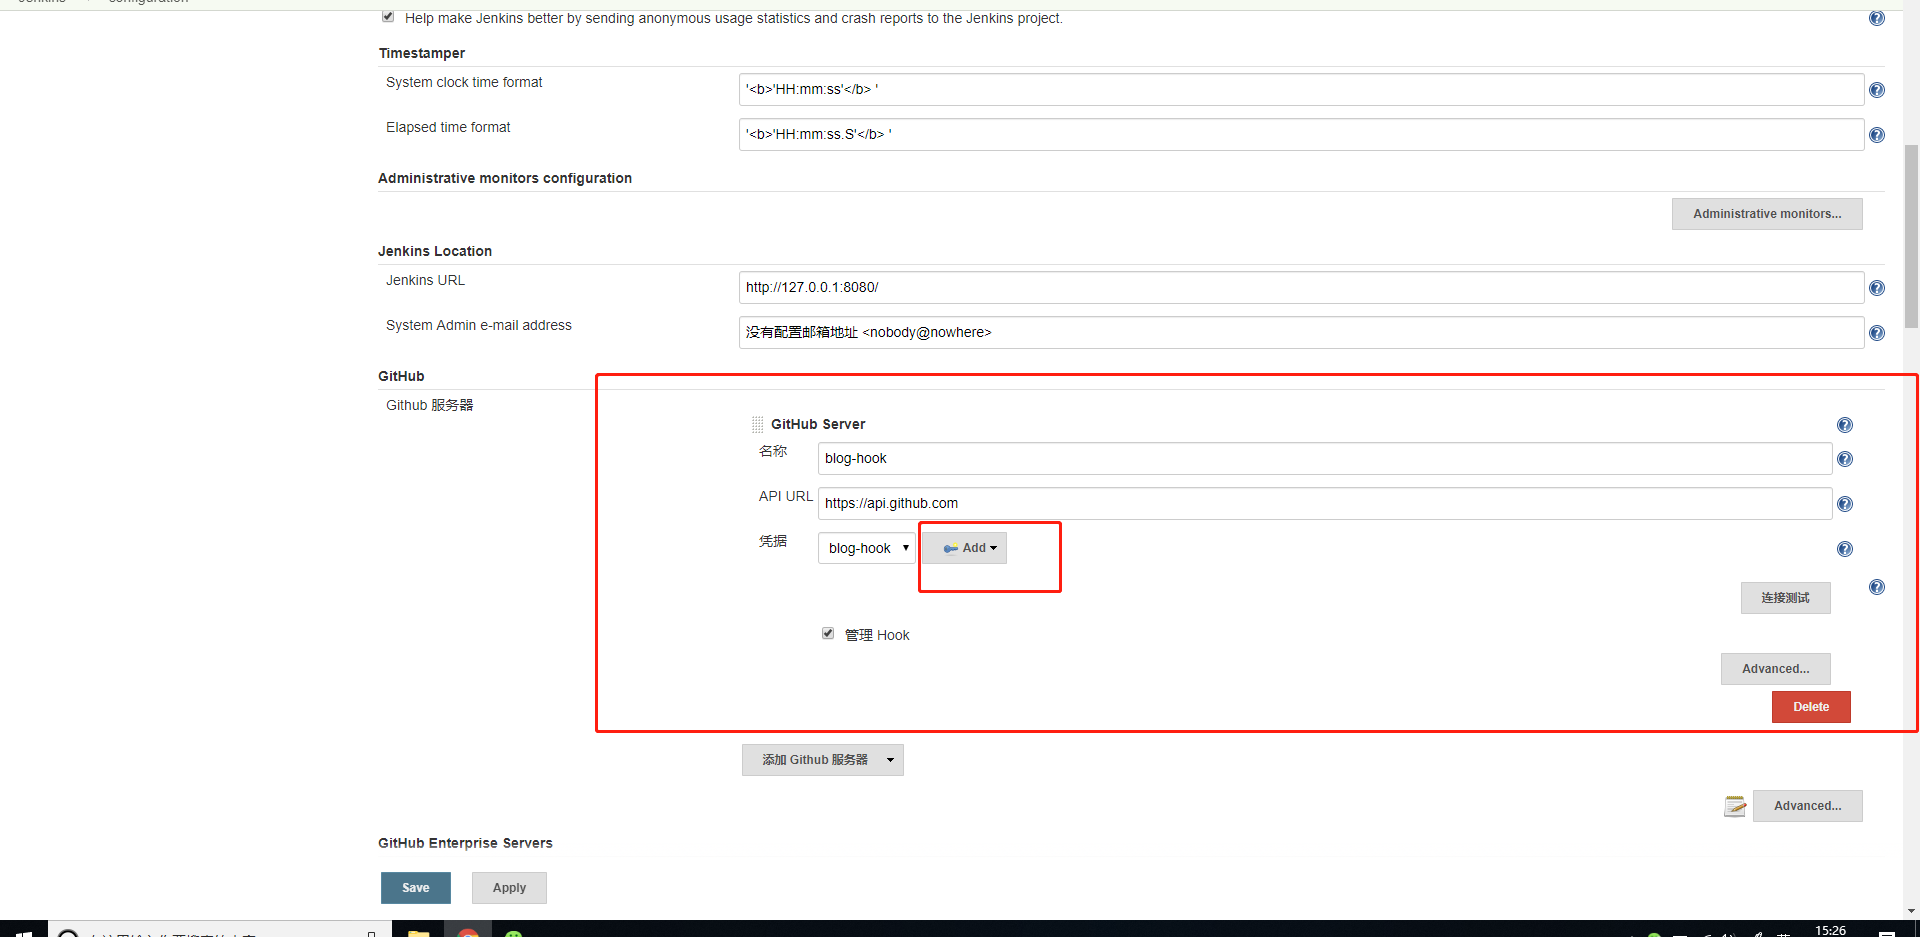 Help make Jenkins better by sending anonymous usage statistics and crash reports to the Jenkins project.
Timestamper
System clock time format
'<b>'HH:mm:ss'</b> '
Elapsed time format
'<b>'HH:mm:ss.S'</b> '
Administrative monitors configuration
Administrative monitors...
Jenkins Location
Jenkins URL
http://127.0.0.1:8080/
System Admin e-mail address
没有配置邮箱地址 <nobody@nowhere>
GitHub
Github 服务器
GitHub Server
名称
blog-hook
API URL
https://api.github.com
凭据
blog-hook
Add
连接测试
管理 Hook
Advanced...
Delete
添加 Github 服务器
Advanced...
GitHub Enterprise Servers
Save
Apply
15:26